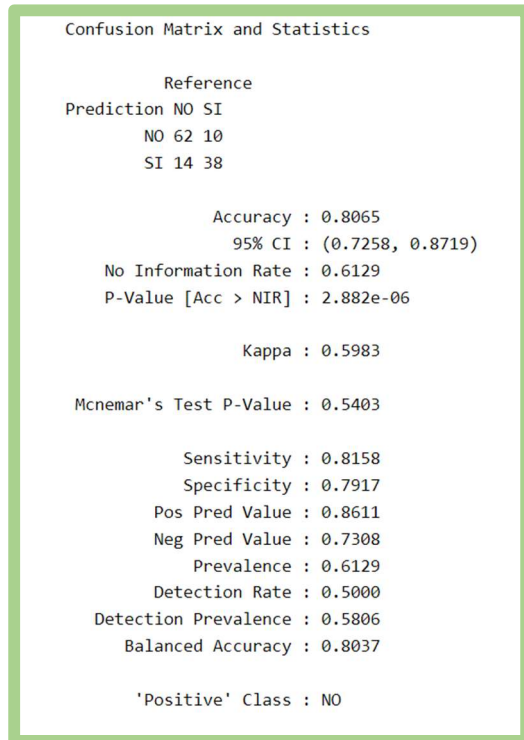 Confusion Matrix and Statistics
Reference
Prediction NO SI
NO 62 10
SI 14 38
Accuracy : 0.8065
95% CI : (0.7258, 0.8719)
No Information Rate : 0.6129
P-Value [Acc > NIR] : 2.882e-06
Kappa : 0.5983
Mcnemar's Test P-Value : 0.5403
Sensitivity : 0.8158
Specificity : 0.7917
Pos Pred Value : 0.8611
Neg Pred Value : 0.7308
Prevalence : 0.6129
Detection Rate : 0.5000
Detection Prevalence : 0.5806
Balanced Accuracy : 0.8037
'Positive' Class : NO